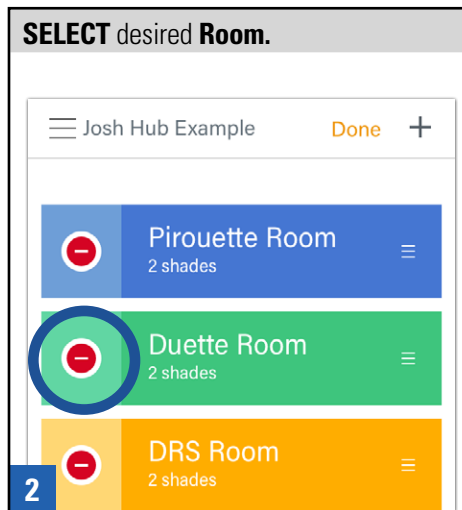 SELECT desired Room.
Josh Hub Example Done +
Pirouette Room
2 shades
Duette Room
2 shades
DRS Room
2 shades
2